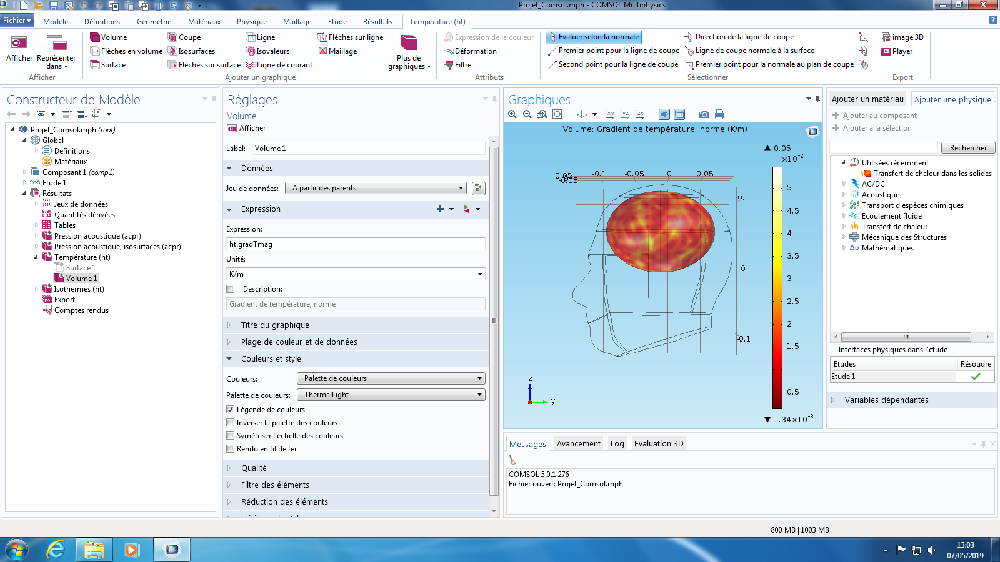 Projet_Comsol.mph - COMSOL Multiphysics
Fichier
Modèle
Définitions
Géométrie
Matériaux
Physique
Maillage
Etude
Résultats
Température (ht)
Afficher
Représenter dans
Afficher
Volume
Flèches en volume
Surface
Coupe
Isosurfaces
Flèches sur surface
Ligne
Isovaleurs
Ligne de courant
Flèches sur ligne
Maillage
Plus de graphiques
Ajouter un graphique
Expression de la couleur
Déformation
Filtre
Attributs
Evaluer selon la normale
Premier point pour la ligne de coupe
Second point pour la ligne de coupe
Direction de la ligne de coupe
Ligne de coupe normale à la surface
Premier point pour la normale au plan de coupe
Sélectionner
image 3D
Player
Export
Constructeur de Modèle
Projet_Comsol.mph (root)
Global
Définitions
Matériaux
Composant 1 (comp1)
Etude 1
Résultats
Jeux de données
8.85
e-12
Quantités dérivées
Tables
Pression acoustique (acpr)
Pression acoustique, isosurfaces (acpr)
Température (ht)
Surface 1
Volume 1
Isothermes (ht)
Export
Comptes rendus
Réglages
Volume
Afficher
Label: Volume 1
Données
Jeu de données: A partir des parents
Expression
Expression:
ht.gradTmag
Unité:
K/m
Description:
Gradient de température, norme
Titre du graphique
Plage de couleur et de données
Couleurs et style
Couleurs: Palette de couleurs
Palette de couleurs: ThermalLight
Légende de couleurs
Inverser la palette des couleurs
Symétriser l'échelle des couleurs
Rendu en fil de fer
Qualité
Filtre des éléments
Réduction des éléments
Graphiques
xy
yz
zx
Volume: Gradient de température, norme (K/m)
▲ 0.05
×10⁻²
5
4.5
4
3.5
3
2.5
2
1.5
1
0.5
▼ 1.34×10⁻³
0.05
-0.05
-0.1
-0.05
0
0.05
0.1
0
-0.1
z
y
Messages
Avancement
Log
Evaluation 3D
COMSOL 5.0.1.276
Fichier ouvert: Projet_Comsol.mph
Ajouter un matériau
Ajouter une physique
Ajouter au composant
Ajouter à la sélection
Rechercher
Utilisées récemment
Transfert de chaleur dans les solides
AC/DC
Acoustique
Transport d'espèces chimiques
Ecoulement fluide
Transfert de chaleur
Mécanique des Structures
Δu Mathématiques
Interfaces physiques dans l'étude
Etudes Résoudre
Etude 1
Variables dépendantes
800 MB | 1003 MB
13:03
07/05/2019